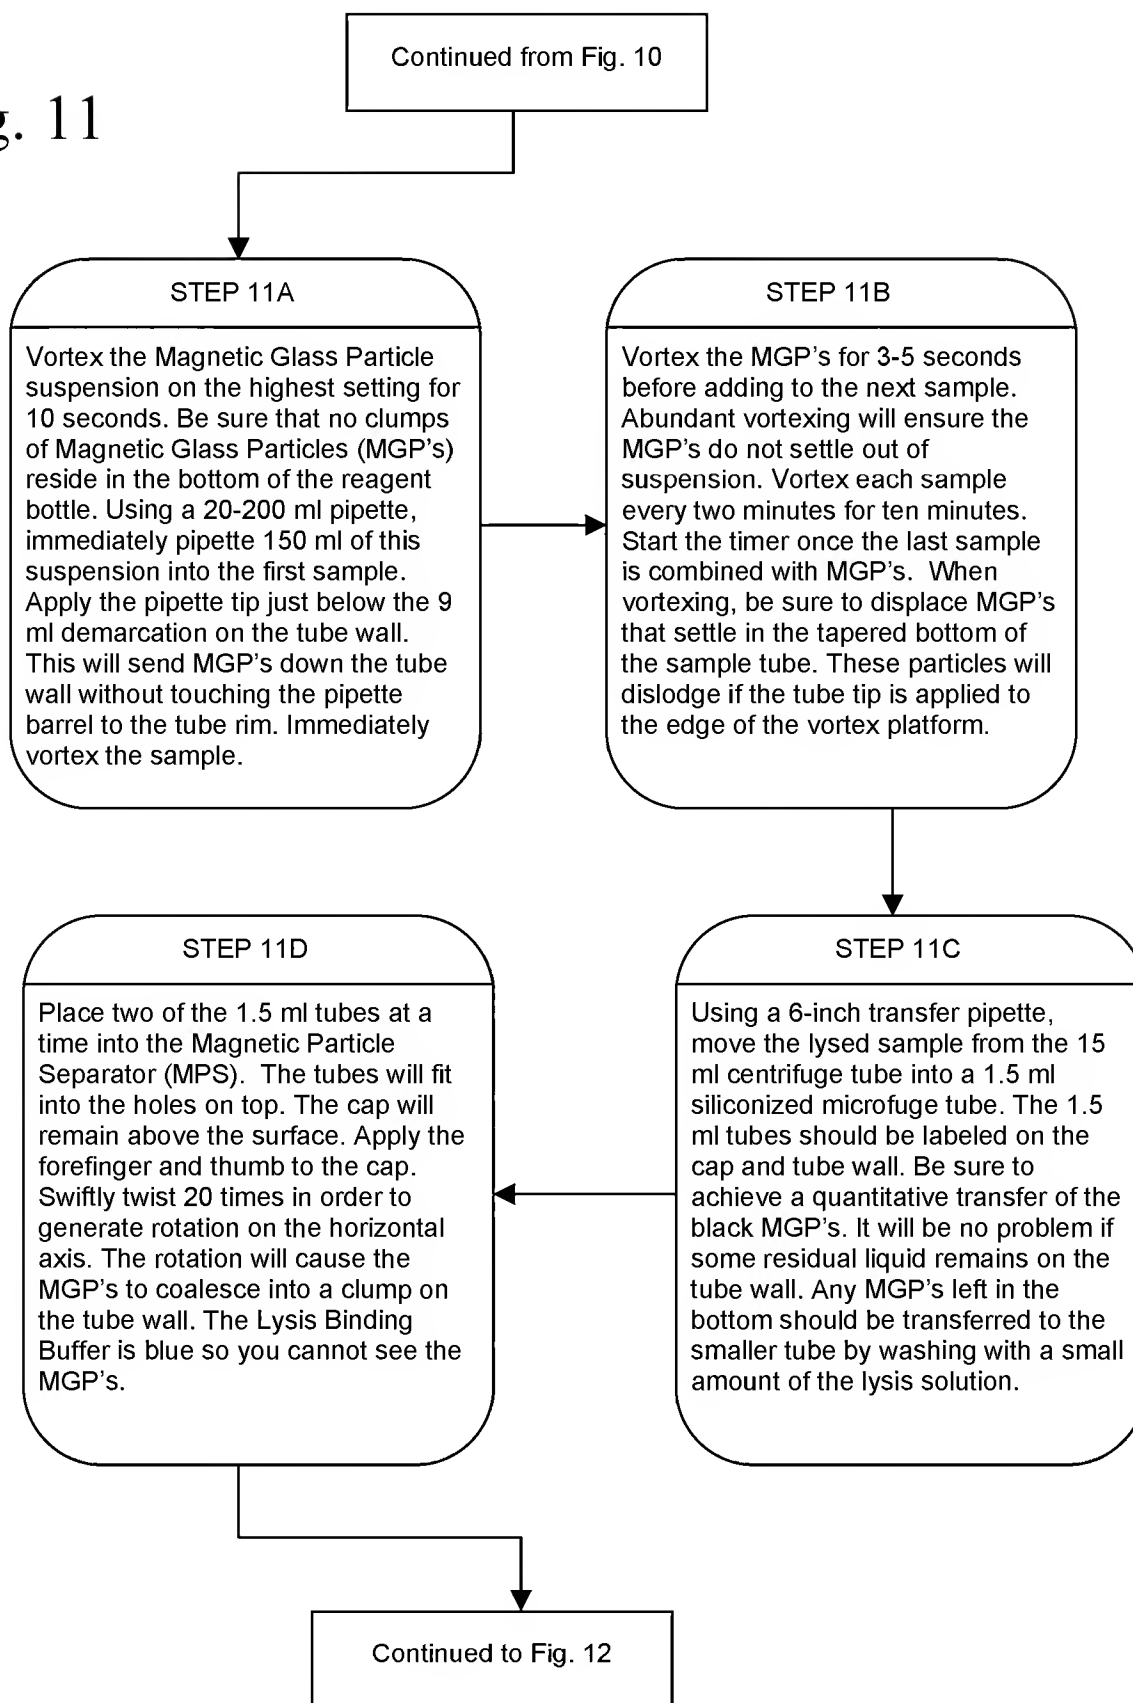 Continued from Fig. 10
g. 11
STEP 11A
Vortex the Magnetic Glass Particle
suspension on the highest setting for
10 seconds. Be sure that no clumps
of Magnetic Glass Particles (MGP's)
reside in the bottom of the reagent
bottle. Using a 20-200 ml pipette,
immediately pipette 150 ml of this
suspension into the first sample.
Apply the pipette tip just below the 9
ml demarcation on the tube wall.
This will send MGP's down the tube
wall without touching the pipette
barrel to the tube rim. Immediately
vortex the sample.
STEP 11B
Vortex the MGP's for 3-5 seconds
before adding to the next sample.
Abundant vortexing will ensure the
MGP's do not settle out of
suspension. Vortex each sample
every two minutes for ten minutes.
Start the timer once the last sample
is combined with MGP's.  When
vortexing, be sure to displace MGP's
that settle in the tapered bottom of
the sample tube. These particles will
dislodge if the tube tip is applied to
the edge of the vortex platform.
STEP 11C
Using a 6-inch transfer pipette,
move the lysed sample from the 15
ml centrifuge tube into a 1.5 ml
siliconized microfuge tube. The 1.5
ml tubes should be labeled on the
cap and tube wall. Be sure to
achieve a quantitative transfer of the
black MGP's. It will be no problem if
some residual liquid remains on the
tube wall. Any MGP's left in the
bottom should be transferred to the
smaller tube by washing with a small
amount of the lysis solution.
STEP 11D
Place two of the 1.5 ml tubes at a
time into the Magnetic Particle
Separator (MPS).  The tubes will fit
into the holes on top. The cap will
remain above the surface. Apply the
forefinger and thumb to the cap.
Swiftly twist 20 times in order to
generate rotation on the horizontal
axis. The rotation will cause the
MGP's to coalesce into a clump on
the tube wall. The Lysis Binding
Buffer is blue so you cannot see the
MGP's.
Continued to Fig. 12